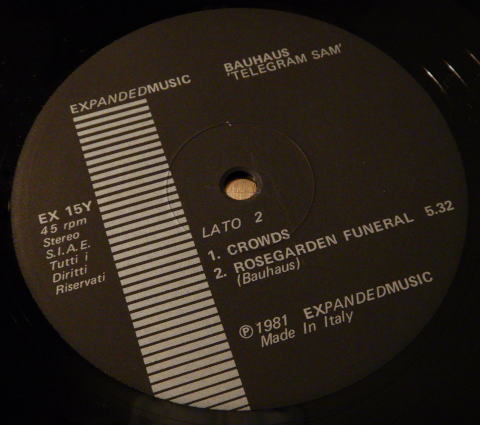 EXPANDEDMUSIC
BAUHAUS
'TELEGRAM SAM'
EX 15Y
45 rpm
Stereo
S.I.A.E.
Tutti i
Diritti
Riservati
LATO 2
1. CROWDS
2. ROSEGARDEN FUNERAL 5.32
(Bauhaus)
℗1981 EXPANDEDMUSIC
Made In Italy